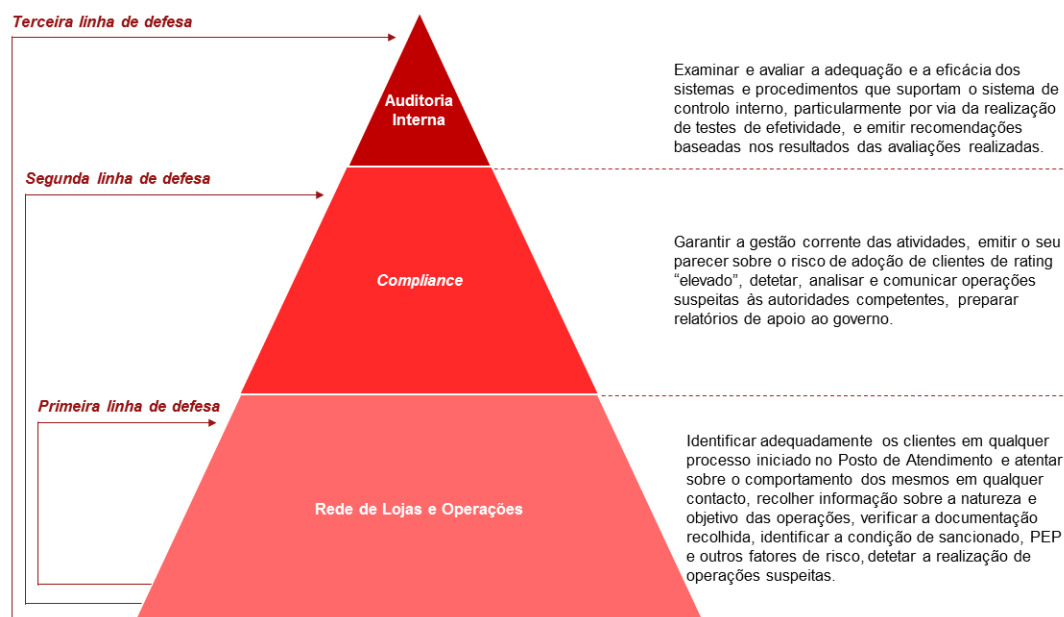 Terceira linha de defesa
Auditoria
Interna
Examinar e avaliar a adequação e a eficácia dos
sistemas e procedimentos que suportam o sistema de
controlo interno, particularmente por via da realização
de testes de efetividade, e emitir recomendações
baseadas nos resultados das avaliações realizadas.
Segunda linha de defesa
Compliance
Garantir a gestão corrente das atividades, emitir o seu
parecer sobre o risco de adoção de clientes de rating
“elevado”, detetar, analisar e comunicar operações
suspeitas às autoridades competentes, preparar
relatórios de apoio ao governo.
Primeira linha de defesa
Rede de Lojas e Operações
Identificar adequadamente os clientes em qualquer
processo iniciado no Posto de Atendimento e atentar
sobre o comportamento dos mesmos em qualquer
contacto, recolher informação sobre a natureza e
objetivo das operações, verificar a documentação
recolhida, identificar a condição de sancionado, PEP
e outros fatores de risco, detetar a realização de
operações suspeitas.